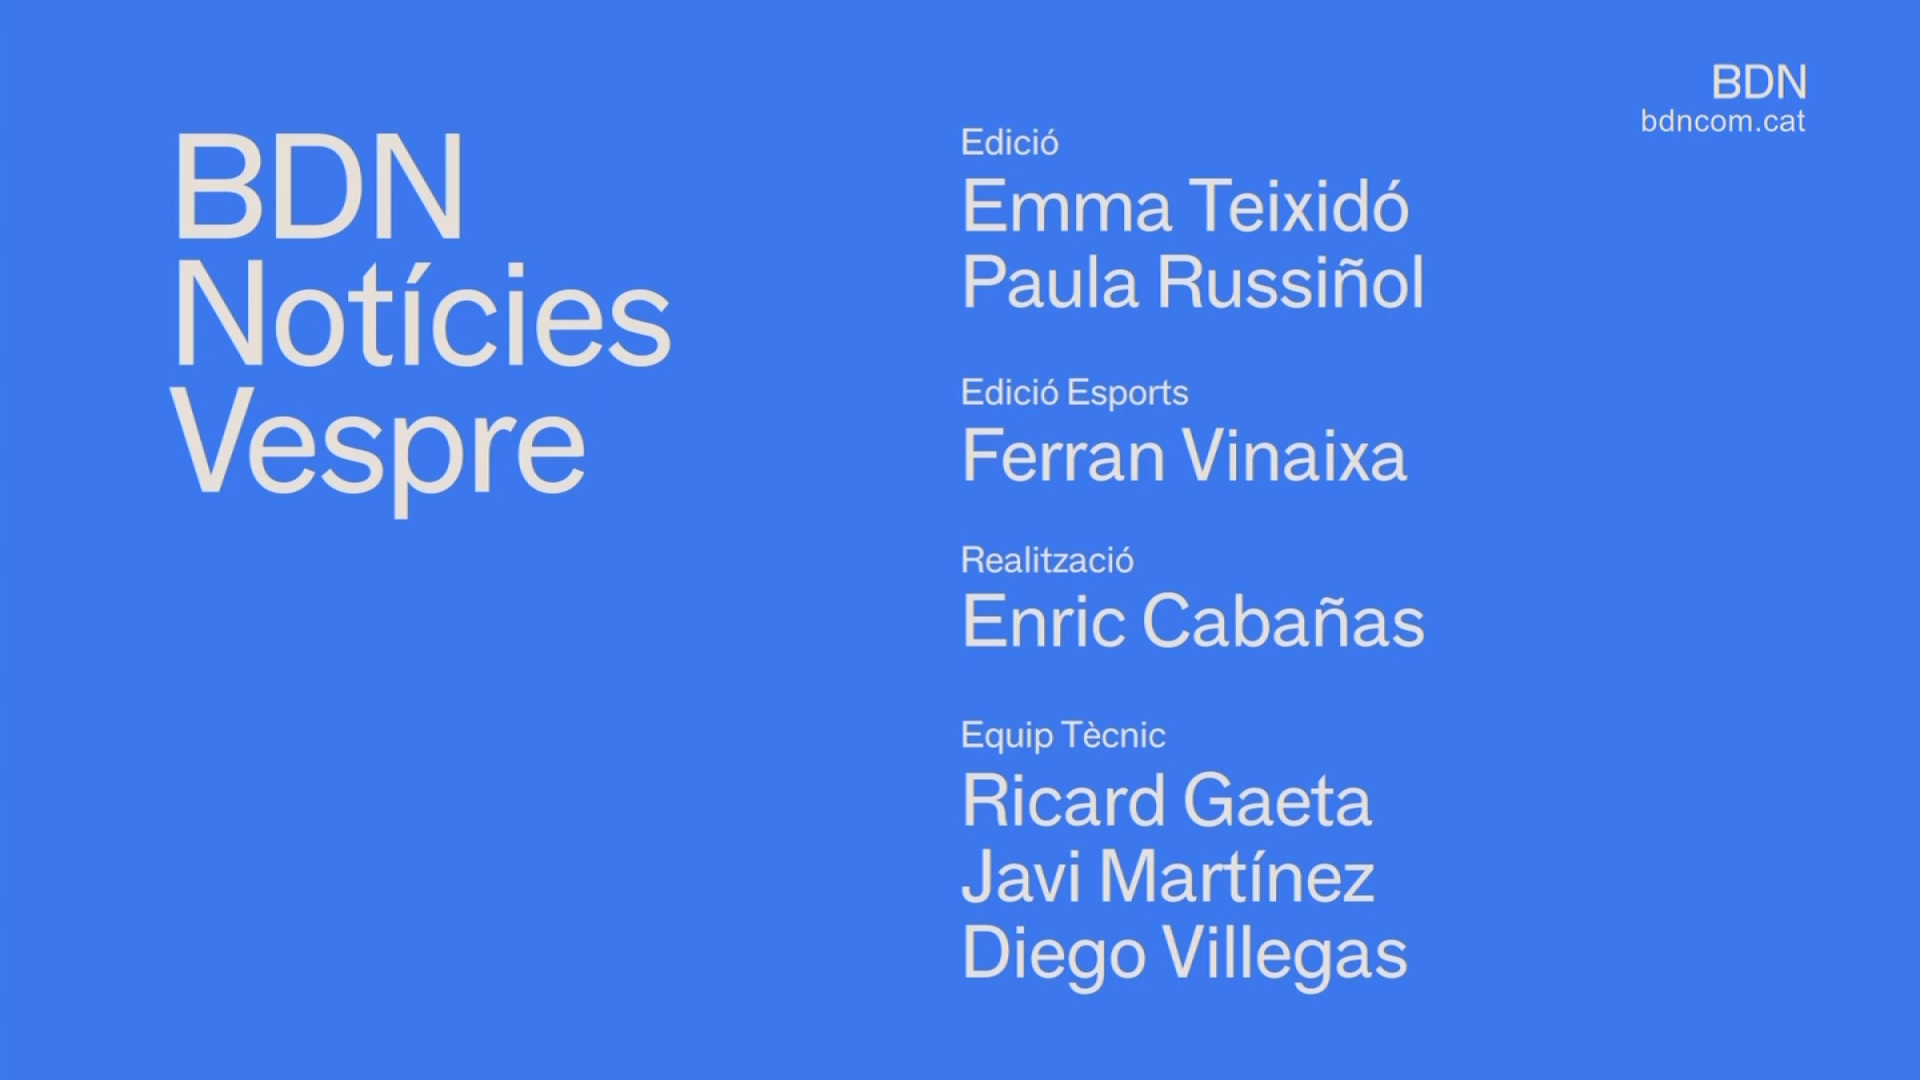 BDN
Notícies
Vespre
Edició
Emma Teixidó
Paula Russiñol
Edició Esports
Ferran Vinaixa
Realització
Enric Cabañas
Equip Tècnic
Ricard Gaeta
Javi Martínez
Diego Villegas
BDN
bdncom.cat